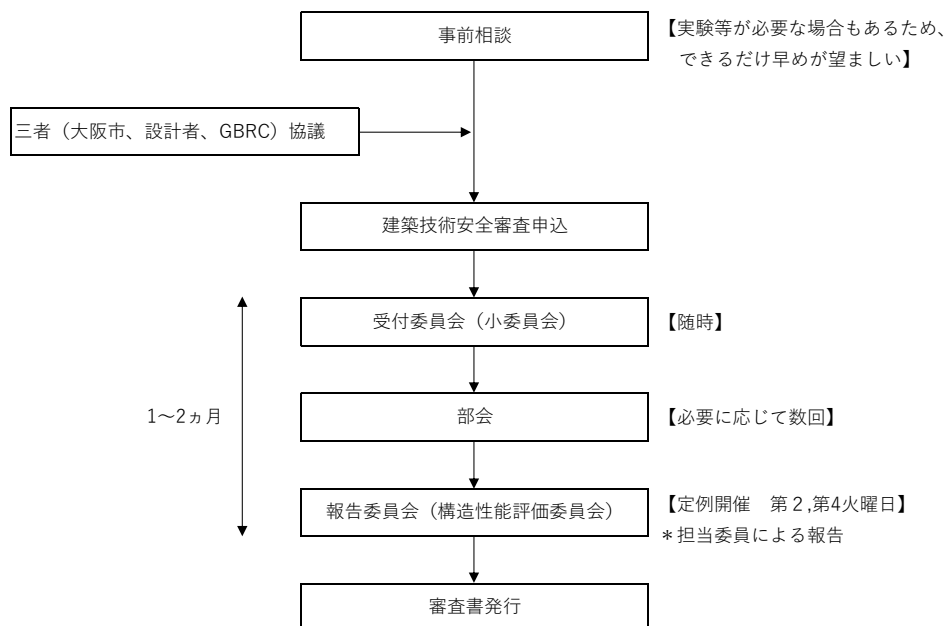 事前相談
【実験等が必要な場合もあるため、
できるだけ早めが望ましい】
三者（大阪市、設計者、GBRC）協議
建築技術安全審査申込
受付委員会（小委員会）
【随時】
1～2ヵ月
部会
【必要に応じて数回】
報告委員会（構造性能評価委員会）
【定例開催　第２,第4火曜日】
＊担当委員による報告
審査書発行